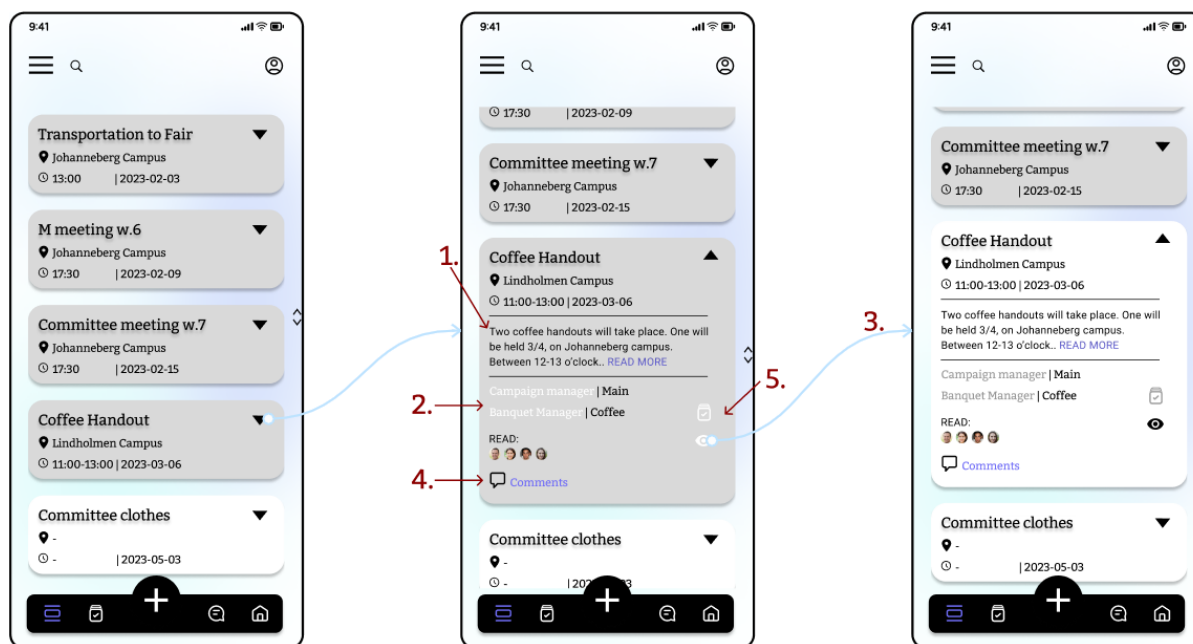 9:41
Transportation to Fair
Johanneberg Campus
13:00 | 2023-02-03
M meeting w.6
Johanneberg Campus
17:30 | 2023-02-09
Committee meeting w.7
Johanneberg Campus
17:30 | 2023-02-15
Coffee Handout
Lindholmen Campus
11:00-13:00 | 2023-03-06
Committee clothes
-
- | 2023-05-03
9:41
17:30 | 2023-02-09
Committee meeting w.7
Johanneberg Campus
17:30 | 2023-02-15
1.
Coffee Handout
Lindholmen Campus
11:00-13:00 | 2023-03-06
Two coffee handouts will take place. One will
be held 3/4, on Johanneberg campus.
Between 12-13 o'clock.. READ MORE
5.
2.
Campaign manager | Main
Banquet Manager | Coffee
READ:
4.
Comments
Committee clothes
-
- | 2023-05-03
3.
9:41
Committee meeting w.7
Johanneberg Campus
17:30 | 2023-02-15
Coffee Handout
Lindholmen Campus
11:00-13:00 | 2023-03-06
Two coffee handouts will take place. One will
be held 3/4, on Johanneberg campus.
Between 12-13 o'clock.. READ MORE
Campaign manager | Main
Banquet Manager | Coffee
READ:
Comments
Committee clothes
-
- | 2023-05-03